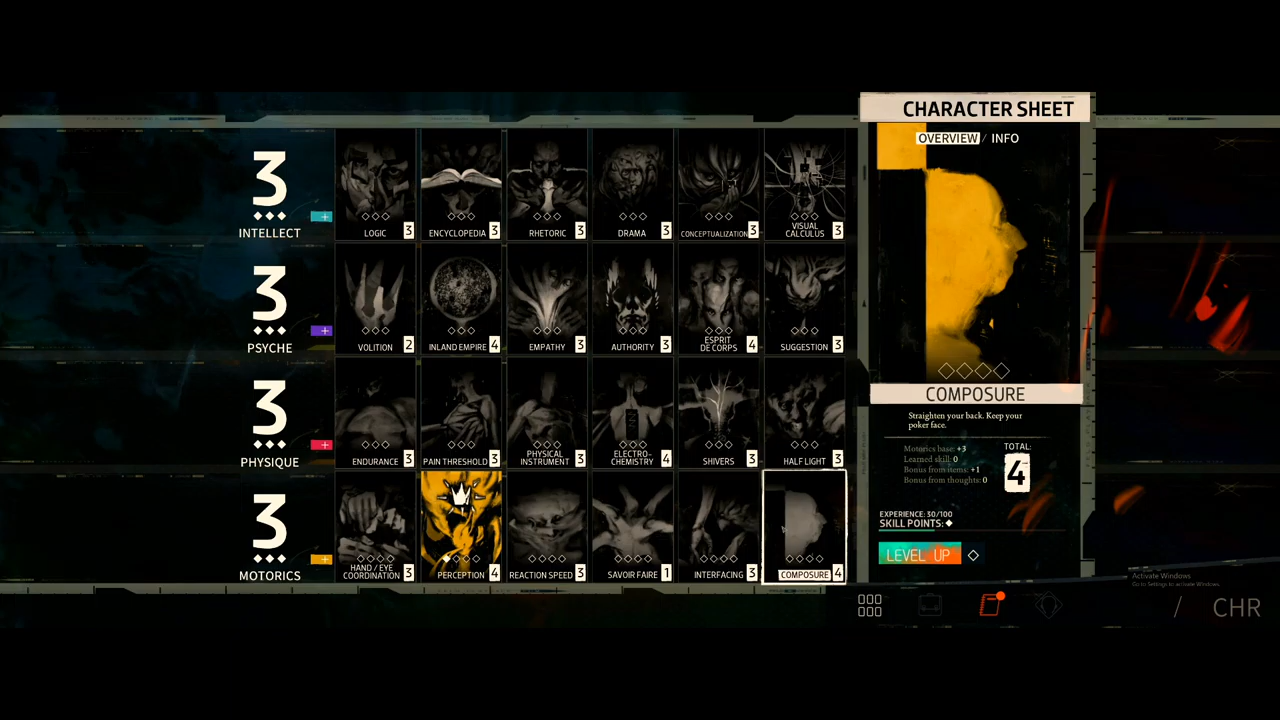 CHARACTER SHEET
OVERVIEW / INFO
3
INTELLECT
LOGIC 3
ENCYCLOPEDIA 3
RHETORIC 3
DRAMA 3
CONCEPTUALIZATION 3
VISUAL
CALCULUS 3
3
PSYCHE
VOLITION 2
INLAND EMPIRE 4
EMPATHY 3
AUTHORITY 3
ESPRIT
DE CORPS 4
SUGGESTION 3
3
PHYSIQUE
ENDURANCE 3
PAIN THRESHOLD 3
PHYSICAL
INSTRUMENT 3
ELECTRO-
CHEMISTRY 4
SHIVERS 3
HALF LIGHT 3
3
MOTORICS
HAND / EYE
COORDINATION 3
PERCEPTION 4
REACTION SPEED 3
SAVOIR FAIRE 1
INTERFACING 3
COMPOSURE 4
COMPOSURE
Straighten your back. Keep your
poker face.
Motorics base: +3
Learned skill: 0
Bonus from items: +1
Bonus from thoughts: 0
TOTAL:
4
EXPERIENCE: 30/100
SKILL POINTS:
LEVEL UP
Activate Windows
Go to Settings to activate Windows.
/ CHR